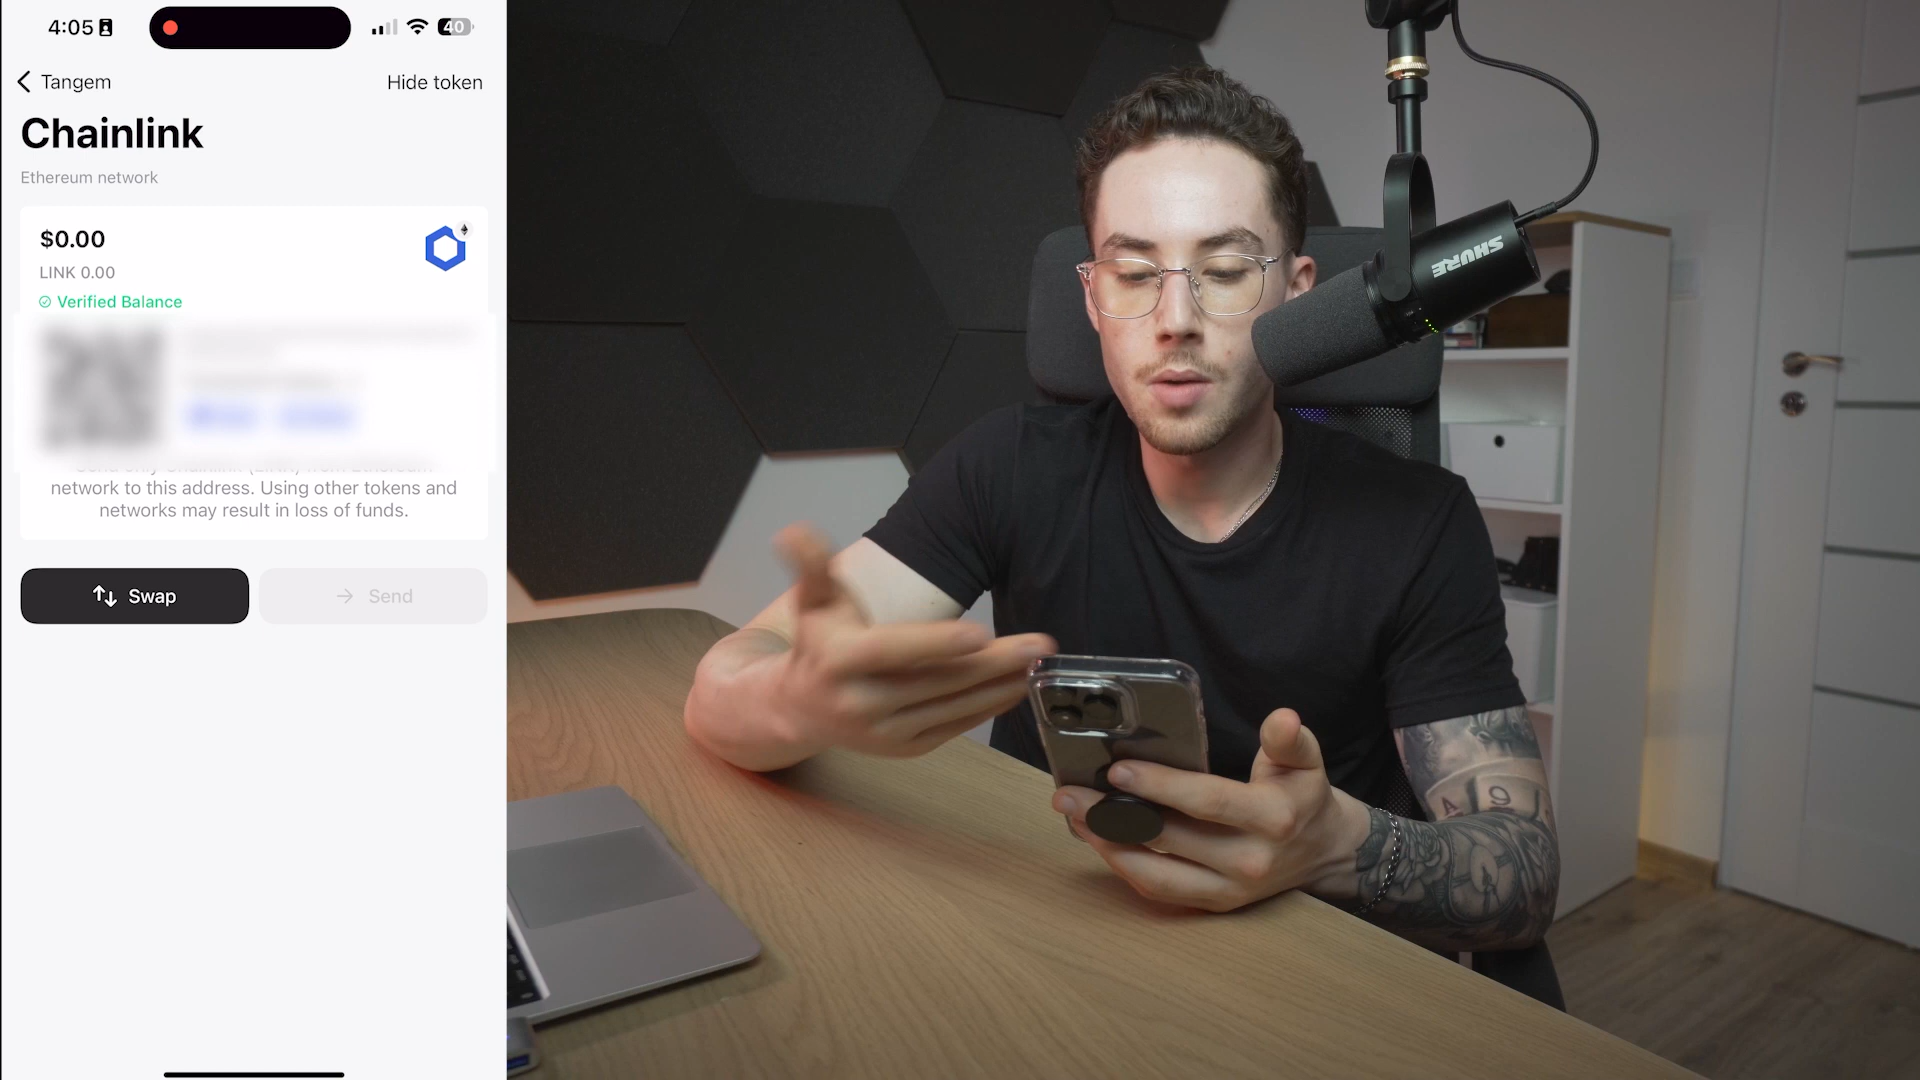 4:05
40
Tangem
Hide token
Chainlink
Ethereum network
$0.00
LINK 0.00
Verified Balance
network to this address. Using other tokens and
networks may result in loss of funds.
Swap
Send
SHURE
A 9